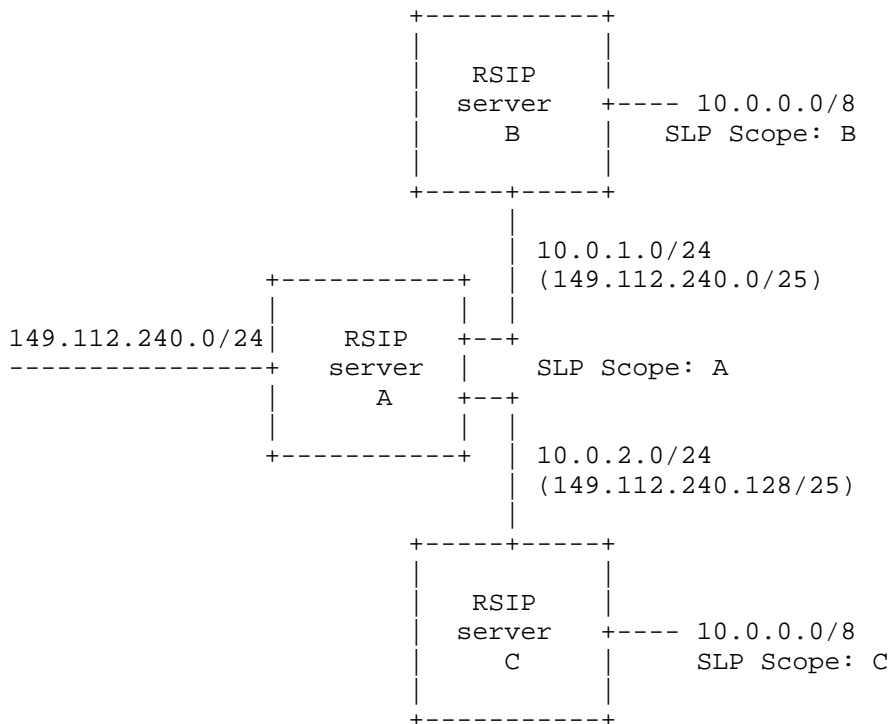 RSIP
server
B
10.0.0.0/8
SLP Scope: B
10.0.1.0/24
(149.112.240.0/25)
149.112.240.0/24
RSIP
server
A
SLP Scope: A
10.0.2.0/24
(149.112.240.128/25)
RSIP
server
C
10.0.0.0/8
SLP Scope: C